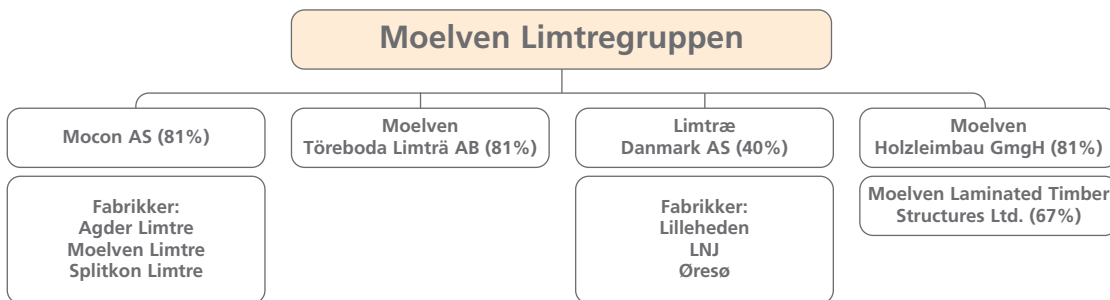 Moelven Limtregruppen
Mocon AS (81%)
Moelven
Töreboda Limträ AB (81%)
Limtræ
Danmark AS (40%)
Moelven
Holzleimbau GmgH (81%)
Fabrikker:
Agder Limtre
Moelven Limtre
Splitkon Limtre
Fabrikker:
Lilleheden
LNJ
Øresø
Moelven Laminated Timber
Structures Ltd. (67%)